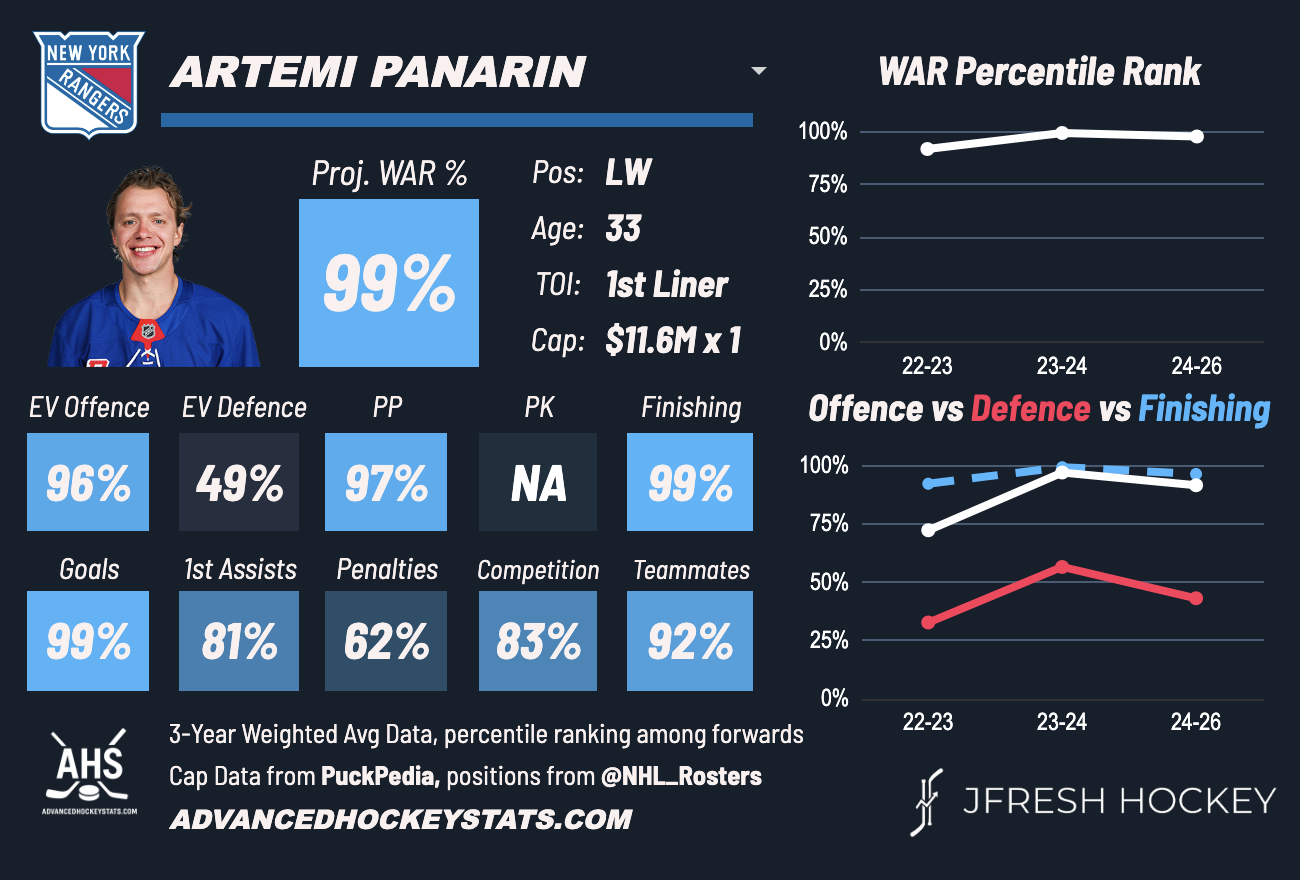 NEW YORK
RANGERS
ARTEMI PANARIN
Proj. WAR %
99%
Pos: LW
Age: 33
TOI: 1st Liner
Cap: $11.6M x 1
EV Offence EV Defence PP PK Finishing
96% 49% 97% NA 99%
Goals 1st Assists Penalties Competition Teammates
99% 81% 62% 83% 92%
WAR Percentile Rank
100%
75%
50%
25%
0%
22-23 23-24 24-26
Offence vs Defence vs Finishing
100%
75%
50%
25%
0%
22-23 23-24 24-26
AHS
ADVANCEDHOCKEYSTATS.COM
3-Year Weighted Avg Data, percentile ranking among forwards
Cap Data from PuckPedia, positions from @NHL_Rosters
ADVANCEDHOCKEYSTATS.COM
JFRESH HOCKEY